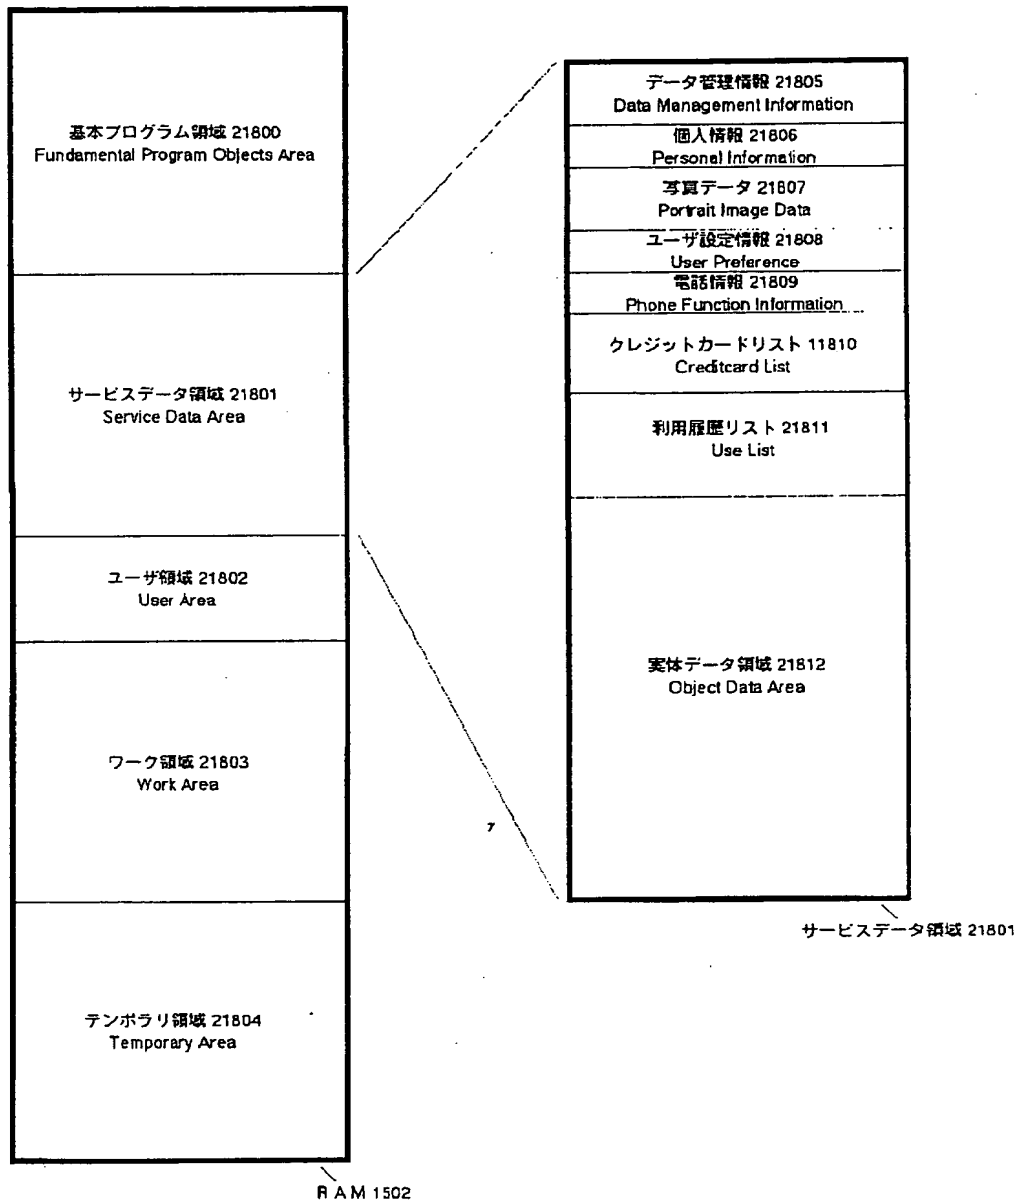 基本プログラム領域 21800
Fundamental Program Objects Area
サービスデータ領域 21801
Service Data Area
ユーザ領域 21802
User Area
ワーク領域 21803
Work Area
テンポラリ領域 21804
Temporary Area
RAM 1502
データ管理情報 21805
Data Management Information
個人情報 21806
Personal Information
写真データ 21807
Portrait Image Data
ユーザ設定情報 21808
User Preference
電話情報 21809
Phone Function Information
クレジットカードリスト 11810
Creditcard List
利用履歴リスト 21811
Use List
実体データ領域 21812
Object Data Area
サービスデータ領域 21801